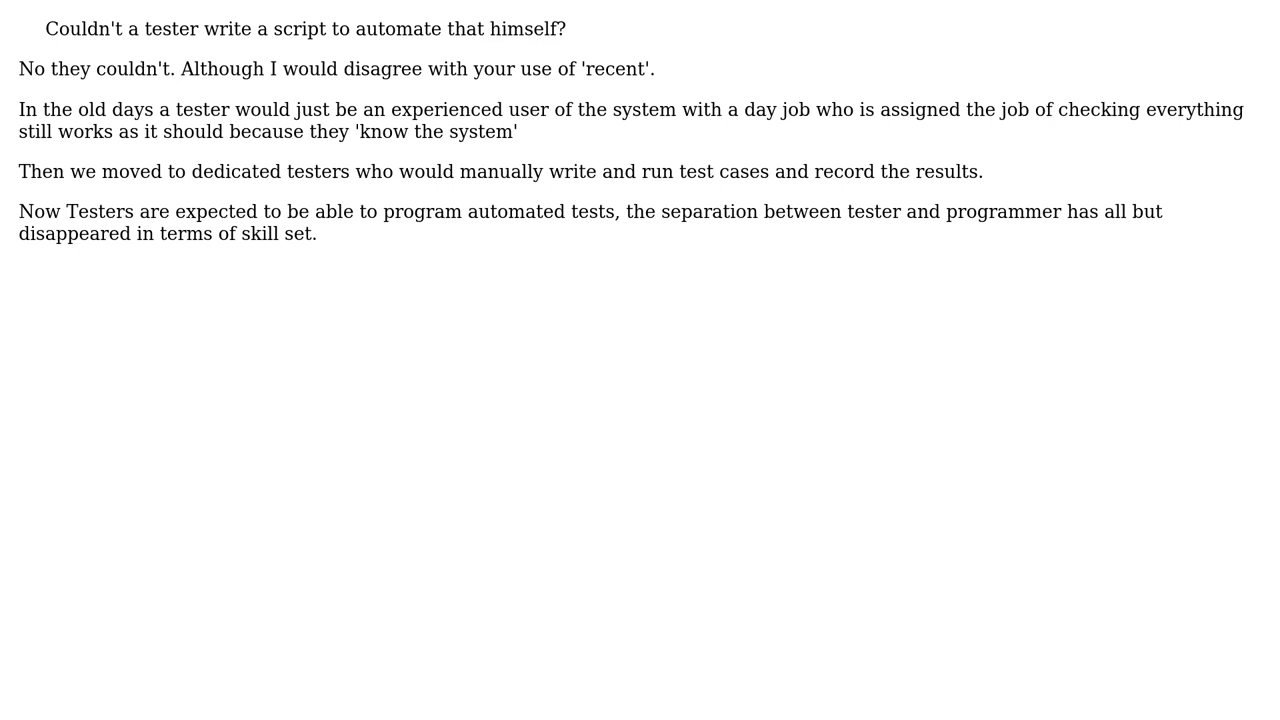 Couldn't a tester write a script to automate that himself?
No they couldn't. Although I would disagree with your use of 'recent'.
In the old days a tester would just be an experienced user of the system with a day job who is assigned the job of checking everything
still works as it should because they 'know the system'
Then we moved to dedicated testers who would manually write and run test cases and record the results.
Now Testers are expected to be able to program automated tests, the separation between tester and programmer has all but
disappeared in terms of skill set.